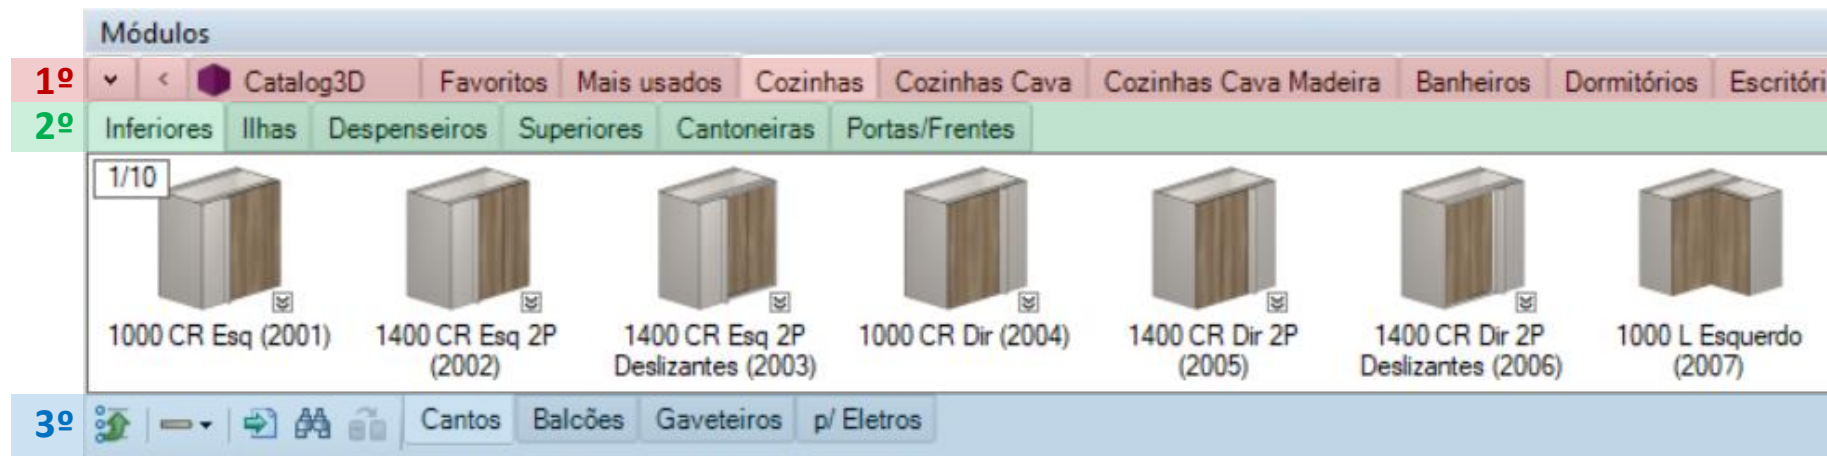 Módulos
1º Catalog3D Favoritos Mais usados Cozinhas Cozinhas Cava Cozinhas Cava Madeira Banheiros Dormitórios Escritóri
2º Inferiores Ilhas Despenseiros Superiores Cantoneiras Portas/Frentes
1/10
1000 CR Esq (2001) 1400 CR Esq 2P 1400 CR Esq 2P 1000 CR Dir (2004) 1400 CR Dir 2P 1400 CR Dir 2P 1000 L Esquerdo
(2002) Deslizantes (2003) (2005) Deslizantes (2006) (2007)
3º Cantos Balcões Gaveteiros p/ Eletros